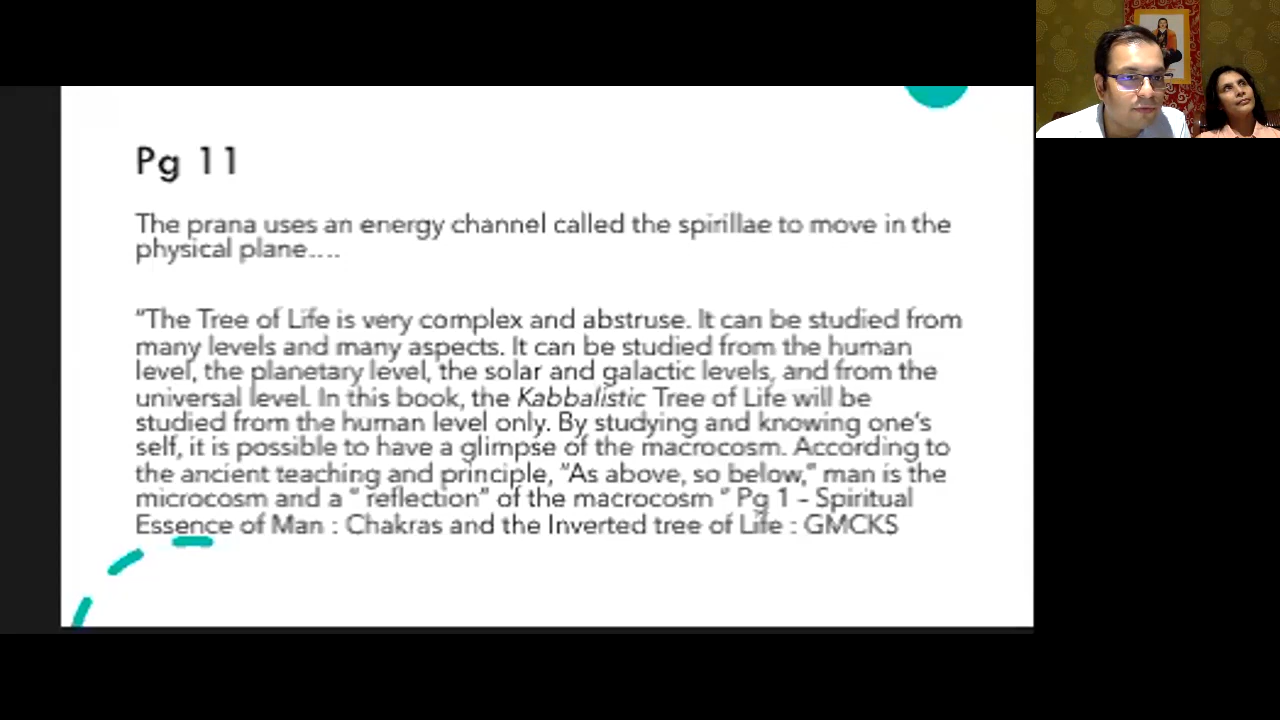 Pg 11
The prana uses an energy channel called the spirillae to move in the
physical plane....
“The Tree of Life is very complex and abstruse. It can be studied from
many levels and many aspects. It can be studied from the human
level, the planetary level, the solar and galactic levels, and from the
universal level. In this book, the Kabbalistic Tree of Life will be
studied from the human level only. By studying and knowing one’s
self, it is possible to have a glimpse of the macrocosm. According to
the ancient teaching and principle, “As above, so below,” man is the
microcosm and a “ reflection” of the macrocosm ” Pg 1 - Spiritual
Essence of Man : Chakras and the Inverted tree of Life : GMCKS